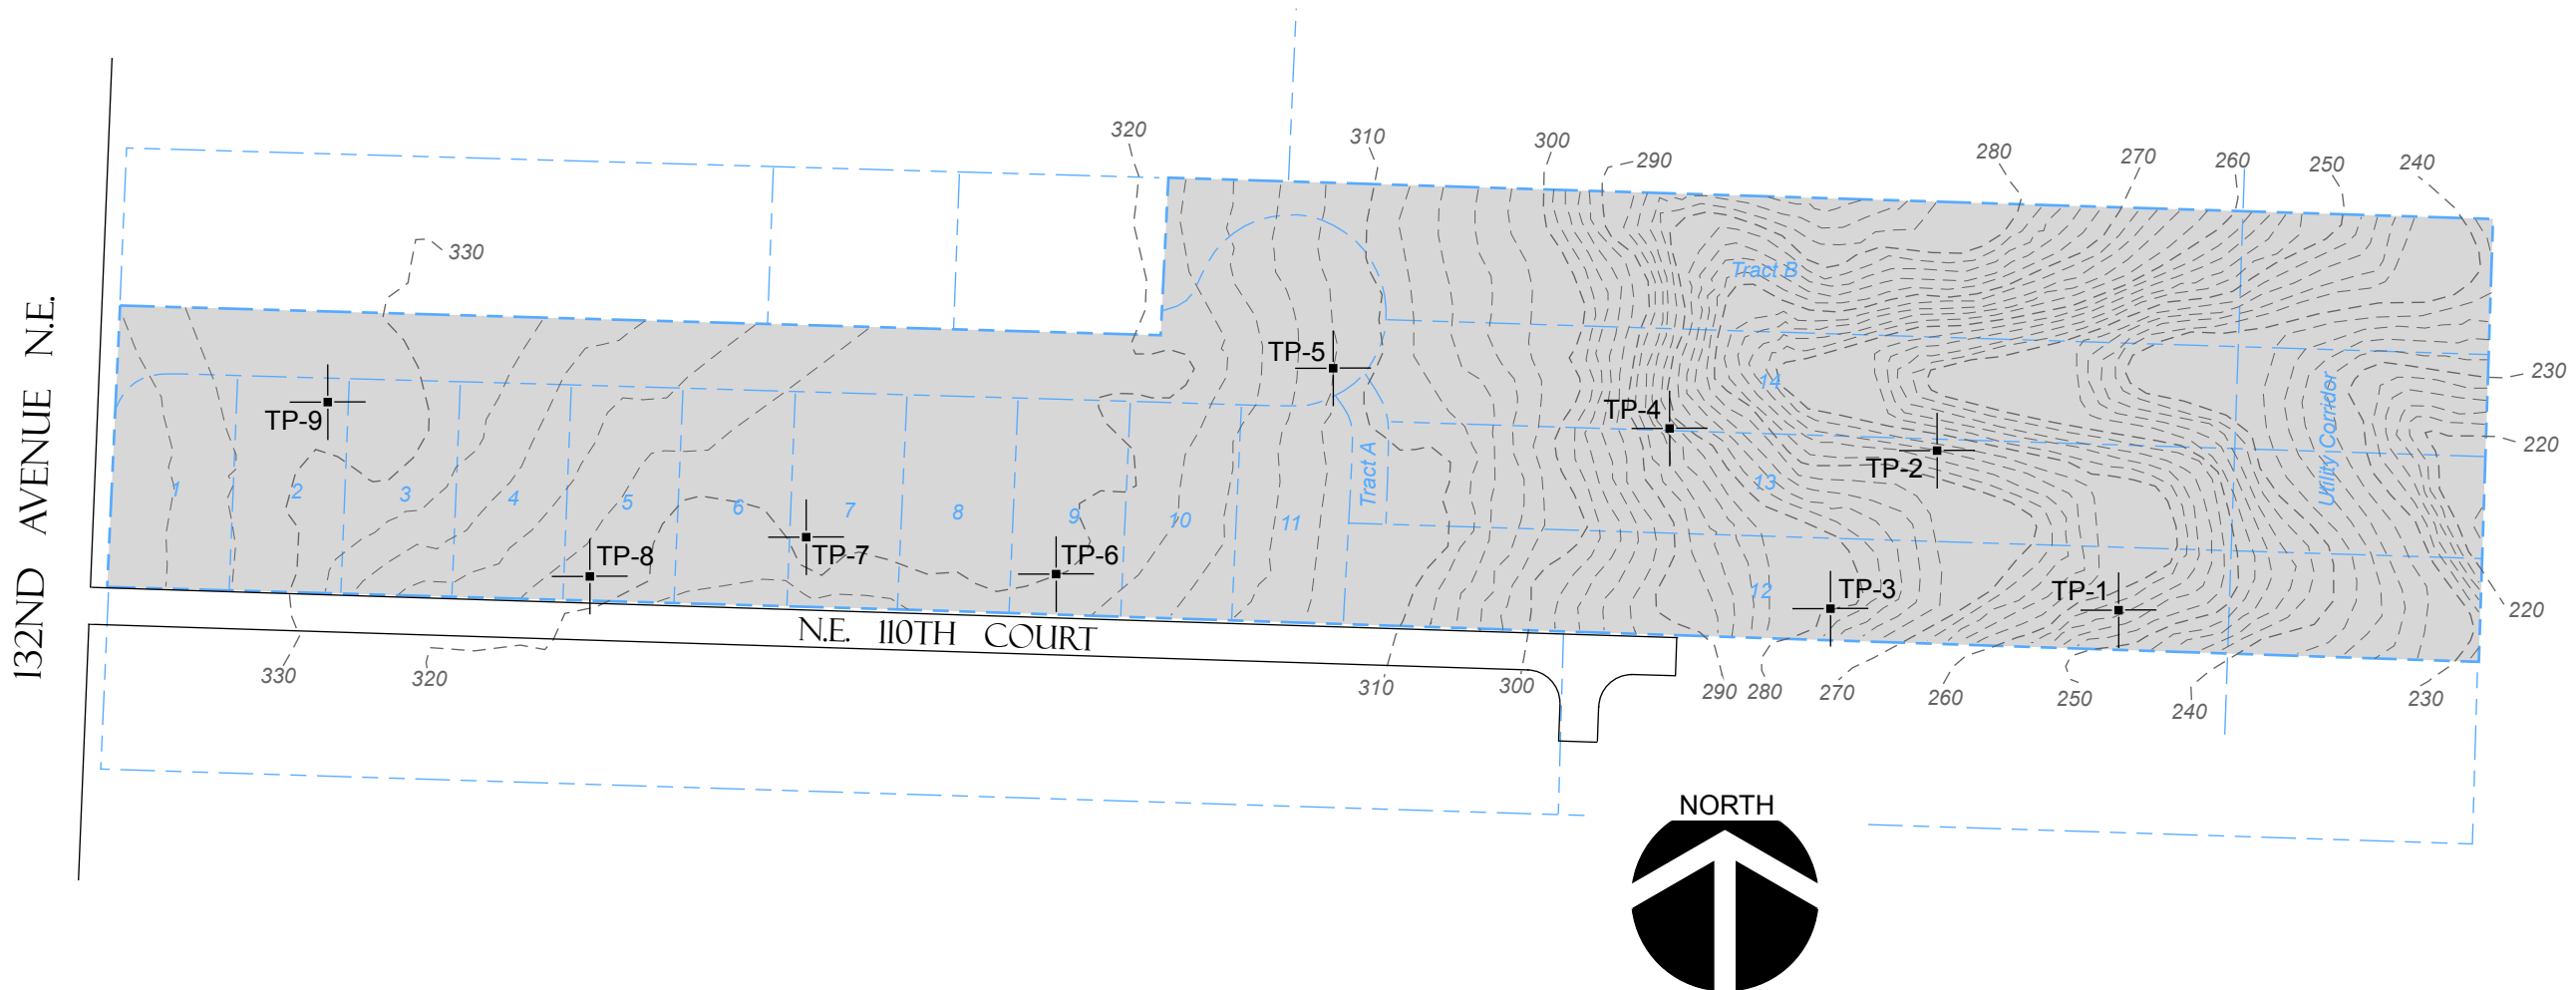 320
310
300
290
280
270
260
250
240
330
Tract B
132ND AVENUE N.E.
TP-5
230
14
TP-9
TP-4
Utility Corridor
220
Tract A
TP-2
1
2
3
4
5
6
7
8
9
10
11
13
TP-8
TP-7
TP-6
12
TP-3
TP-1
220
N.E. 110TH COURT
330
320
310
300
290
280
270
260
250
240
230
NORTH